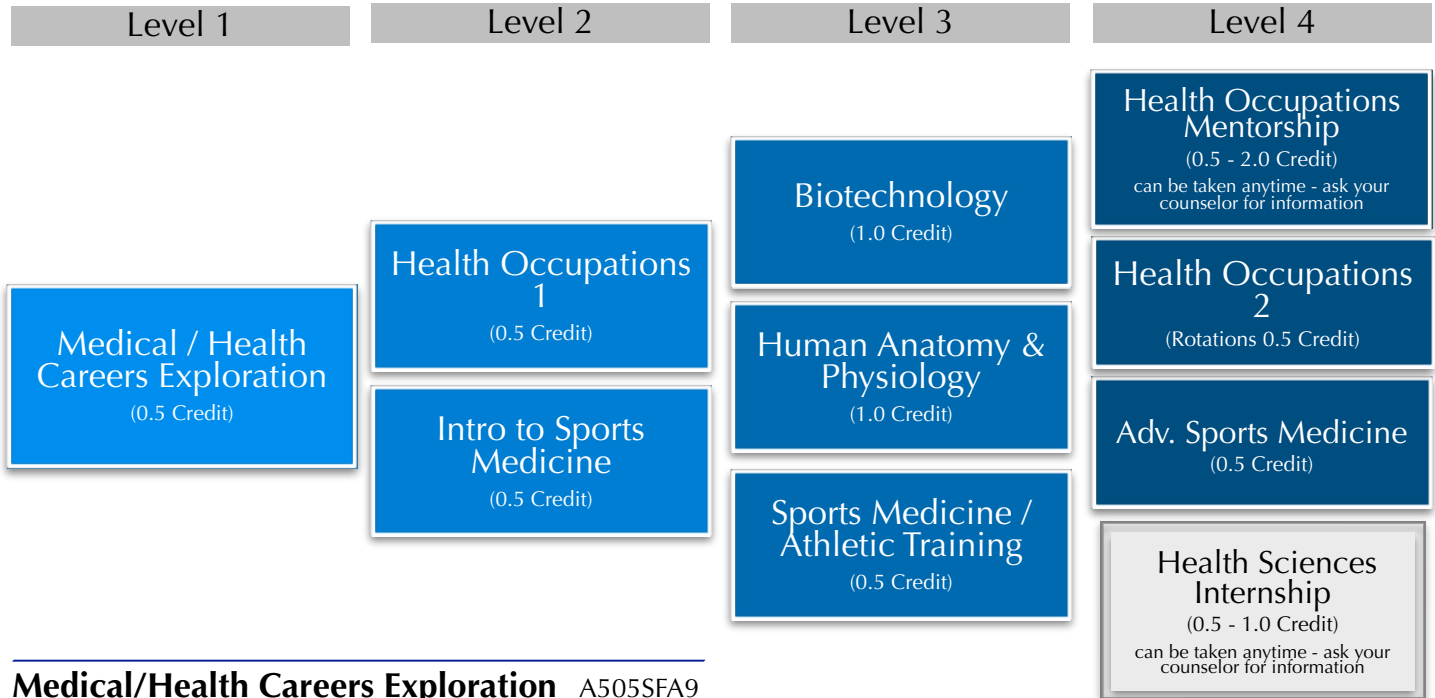 Level 1
Level 2
Level 3
Level 4
Medical / Health
Careers Exploration
(0.5 Credit)
Health Occupations
1
(0.5 Credit)
Intro to Sports
Medicine
(0.5 Credit)
Biotechnology
(1.0 Credit)
Human Anatomy &
Physiology
(1.0 Credit)
Sports Medicine /
Athletic Training
(0.5 Credit)
Health Occupations
Mentorship
(0.5 - 2.0 Credit)
can be taken anytime - ask your
counselor for information
Health Occupations
2
(Rotations 0.5 Credit)
Adv. Sports Medicine
(0.5 Credit)
Health Sciences
Internship
(0.5 - 1.0 Credit)
can be taken anytime - ask your
counselor for information
Medical/Health Careers Exploration A505SFA9